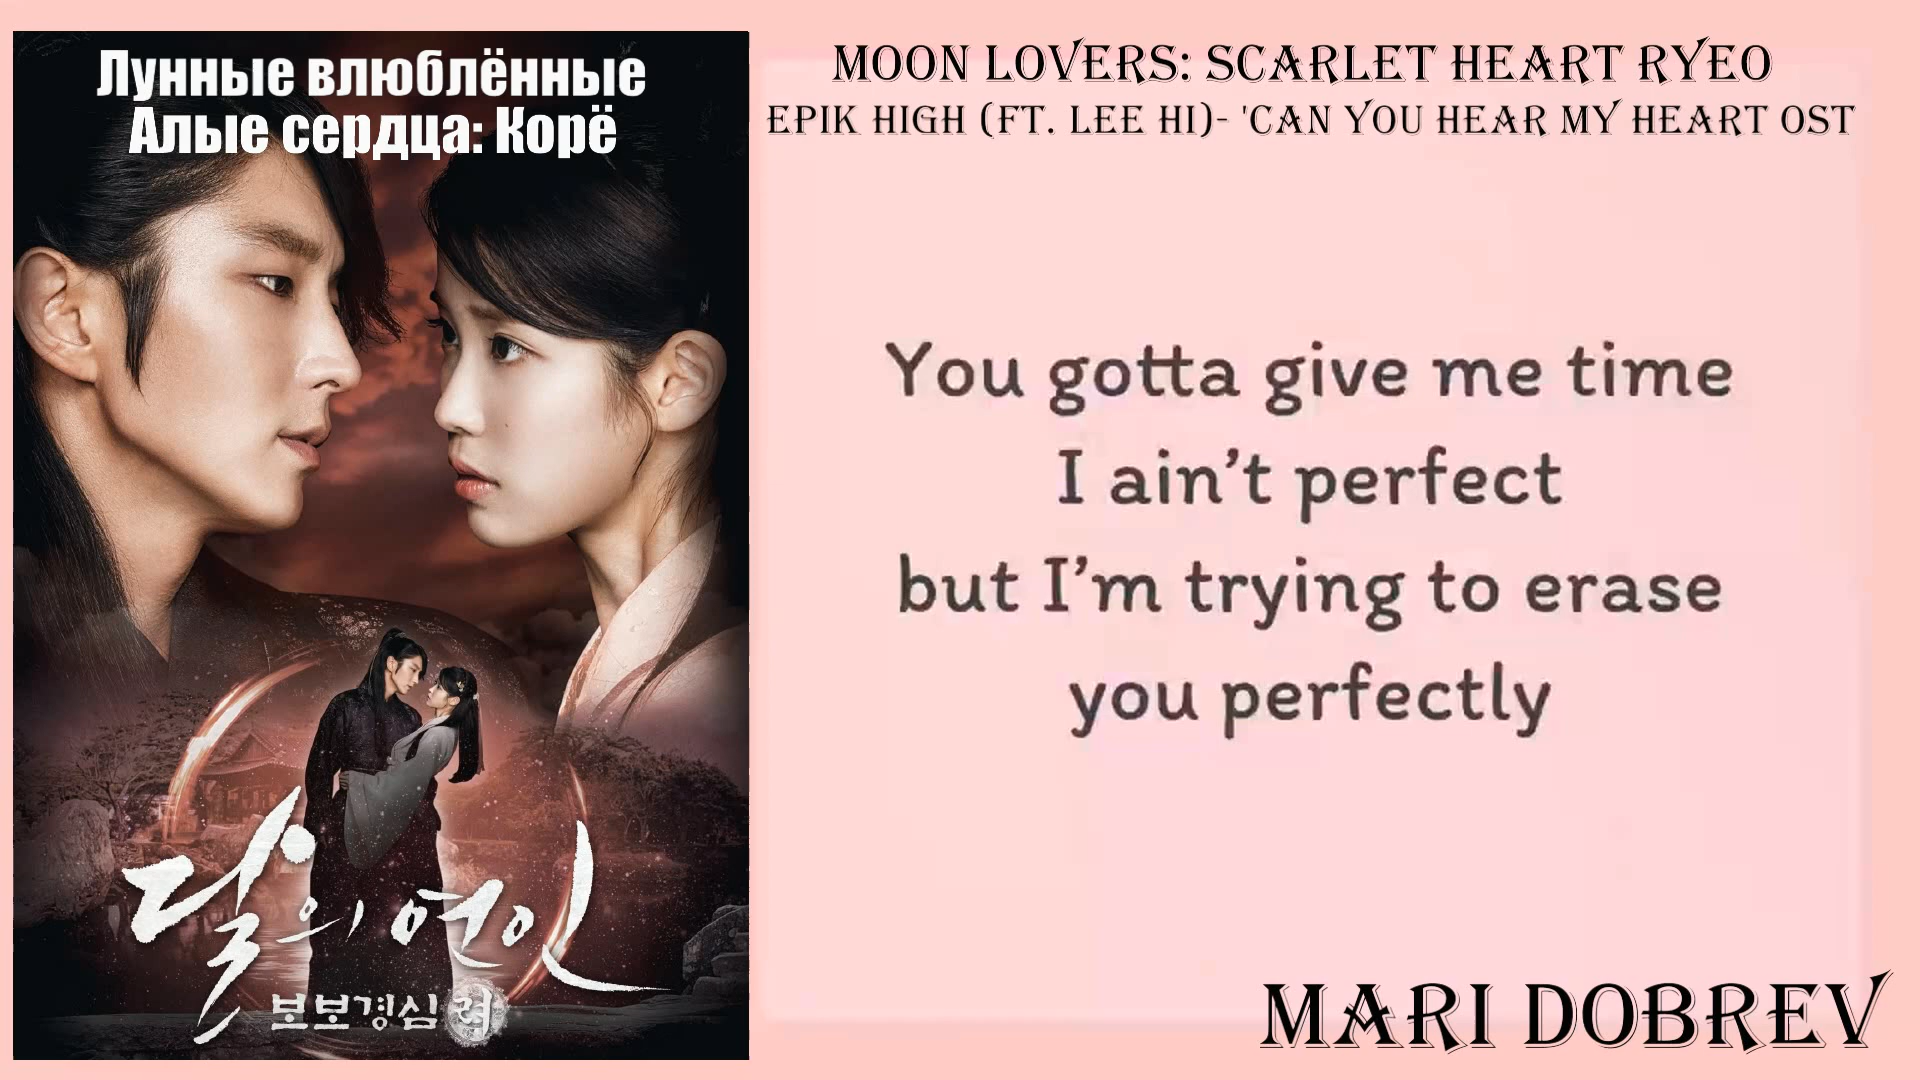 Лунные влюблённые
Алые сердца: Корё
달의 연인
보보경심 려
MOON LOVERS: SCARLET HEART RYEO
EPIK HIGH (FT. LEE HI)- 'CAN YOU HEAR MY HEART OST
You gotta give me time
I ain't perfect
but I'm trying to erase
you perfectly
MARI DOBREV